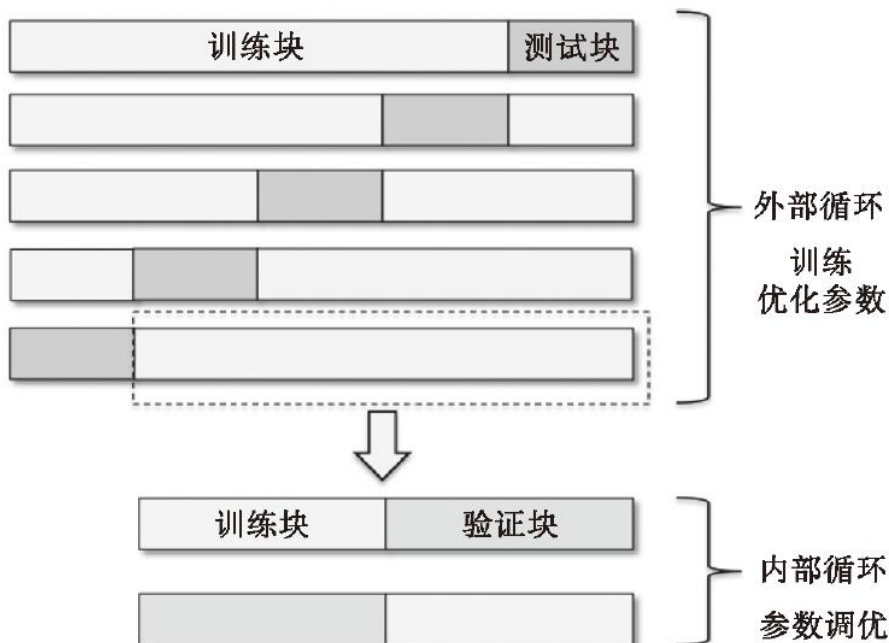 训练块
测试块
外部循环
训练
优化参数
训练块
验证块
内部循环
参数调优